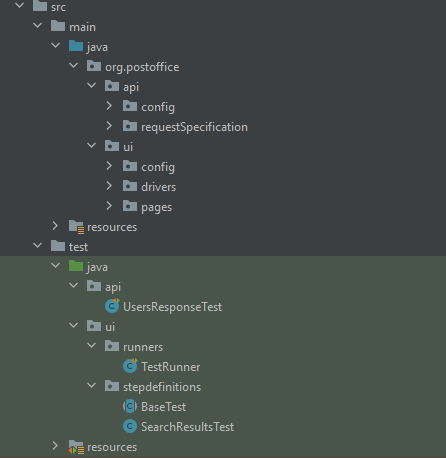 src
main
java
org.postoffice
api
config
requestSpecification
ui
config
drivers
pages
resources
test
java
api
UsersResponseTest
ui
runners
TestRunner
stepdefinitions
BaseTest
SearchResultsTest
resources